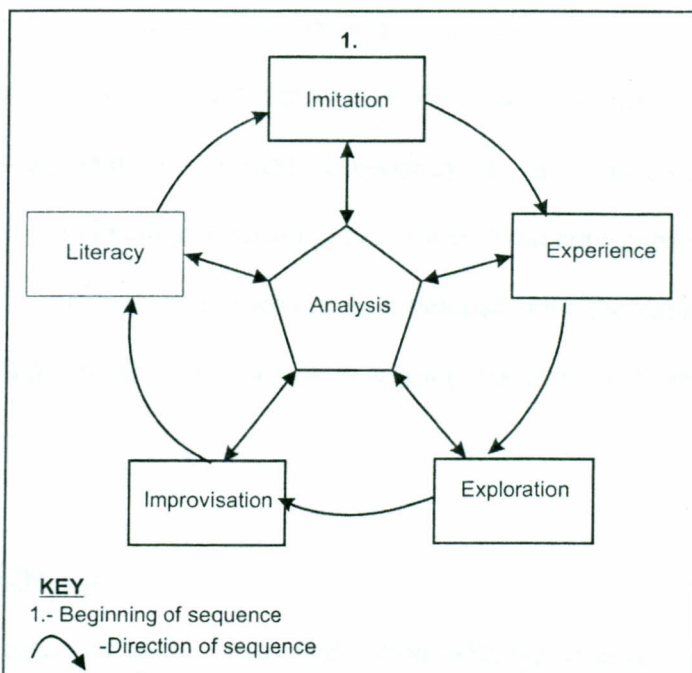 1.
Imitation
Literacy
Experience
Analysis
Improvisation
Exploration
KEY
1.- Beginning of sequence
-Direction of sequence